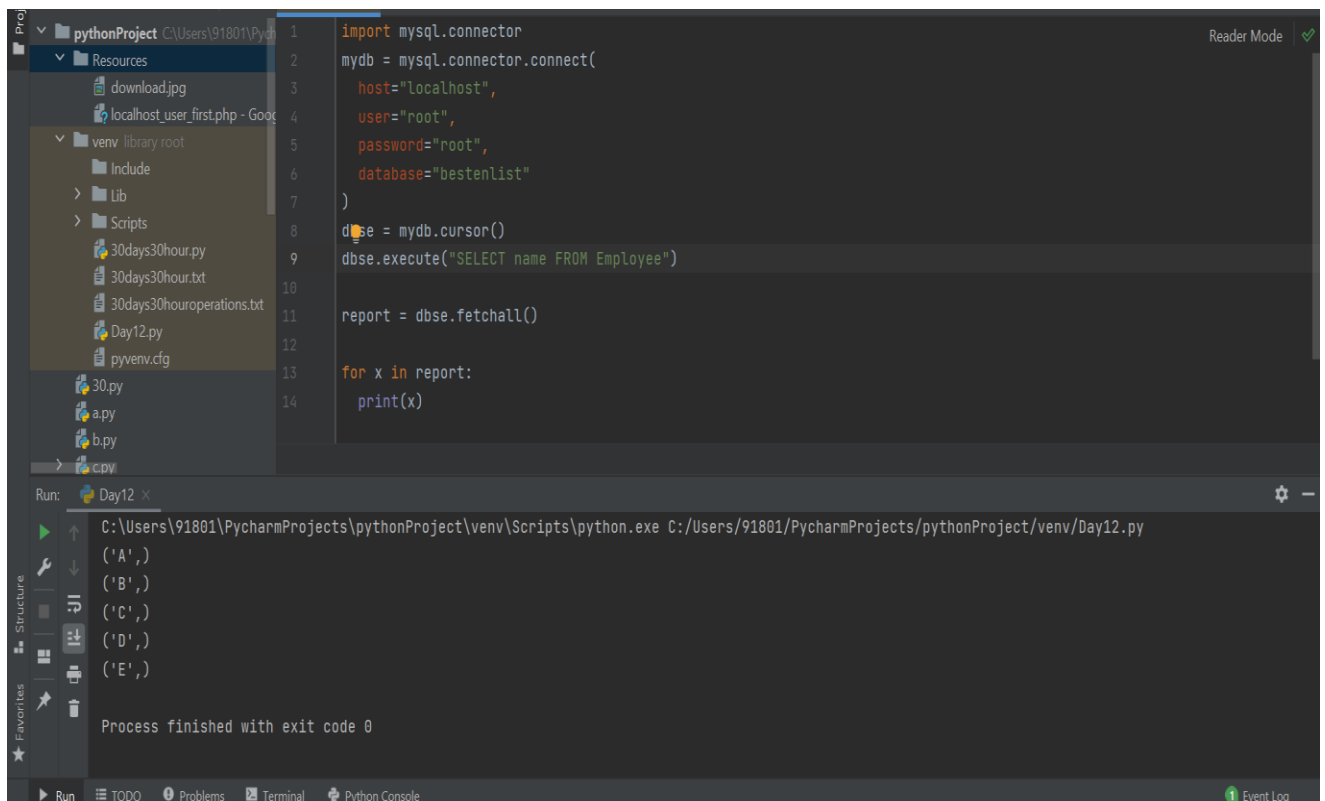 Proj
pythonProject C:\Users\91801\Pych
Resources
download.jpg
localhost_user_first.php - Goog
venv library root
Include
Lib
Scripts
30days30hour.py
30days30hour.txt
30days30houroperations.txt
Day12.py
pyvenv.cfg
30.py
a.py
b.py
c.py
Reader Mode
1 import mysql.connector
2 mydb = mysql.connector.connect(
3 host="localhost",
4 user="root",
5 password="root",
6 database="bestenlist"
7 )
8 dbse = mydb.cursor()
9 dbse.execute("SELECT name FROM Employee")
10
11 report = dbse.fetchall()
12
13 for x in report:
14 print(x)
Run: Day12
C:\Users\91801\PycharmProjects\pythonProject\venv\Scripts\python.exe C:/Users/91801/PycharmProjects/pythonProject/venv/Day12.py
('A',)
('B',)
('C',)
('D',)
('E',)
Process finished with exit code 0
Structure
Favorites
Run TODO Problems Terminal Python Console 1 Event Log